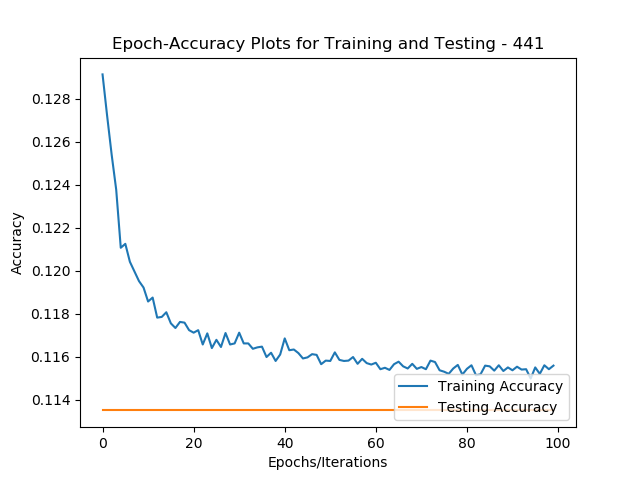 Epoch-Accuracy Plots for Training and Testing - 441
0.128
0.126
0.124
0.122
0.120
0.118
0.116
0.114
Accuracy
Training Accuracy
Testing Accuracy
0 20 40 60 80 100
Epochs/Iterations